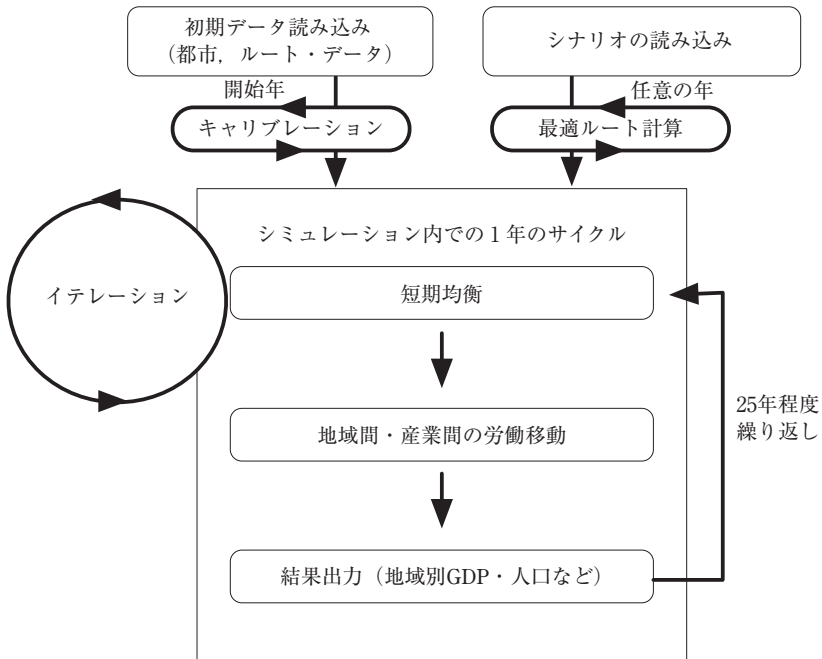 初期データ読み込み
（都市，ルート・データ）
シナリオの読み込み
開始年
任意の年
キャリブレーション
最適ルート計算
シミュレーション内での１年のサイクル
イテレーション
短期均衡
25年程度
繰り返し
地域間・産業間の労働移動
結果出力（地域別GDP・人口など）